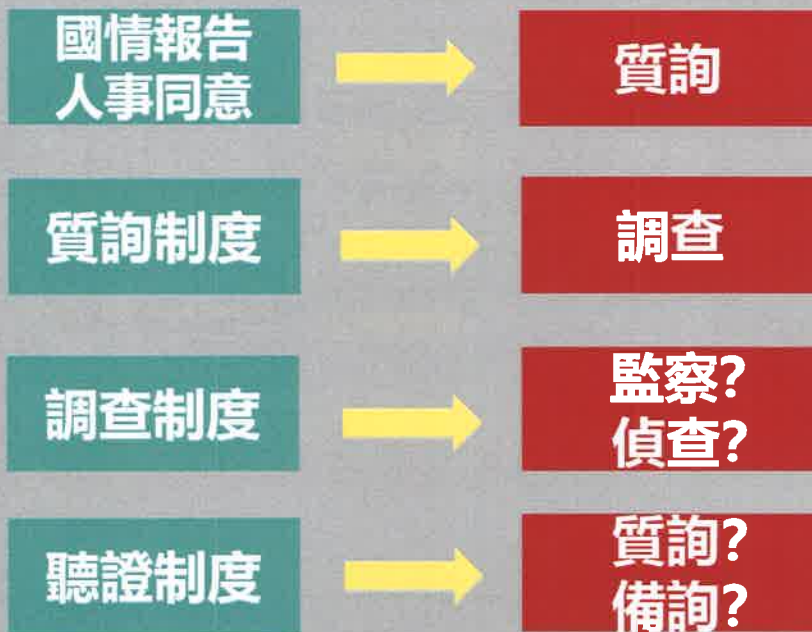 國情報告
人事同意
質詢
質詢制度
調查
調查制度
監察?
偵查?
聽證制度
質詢?
備詢?